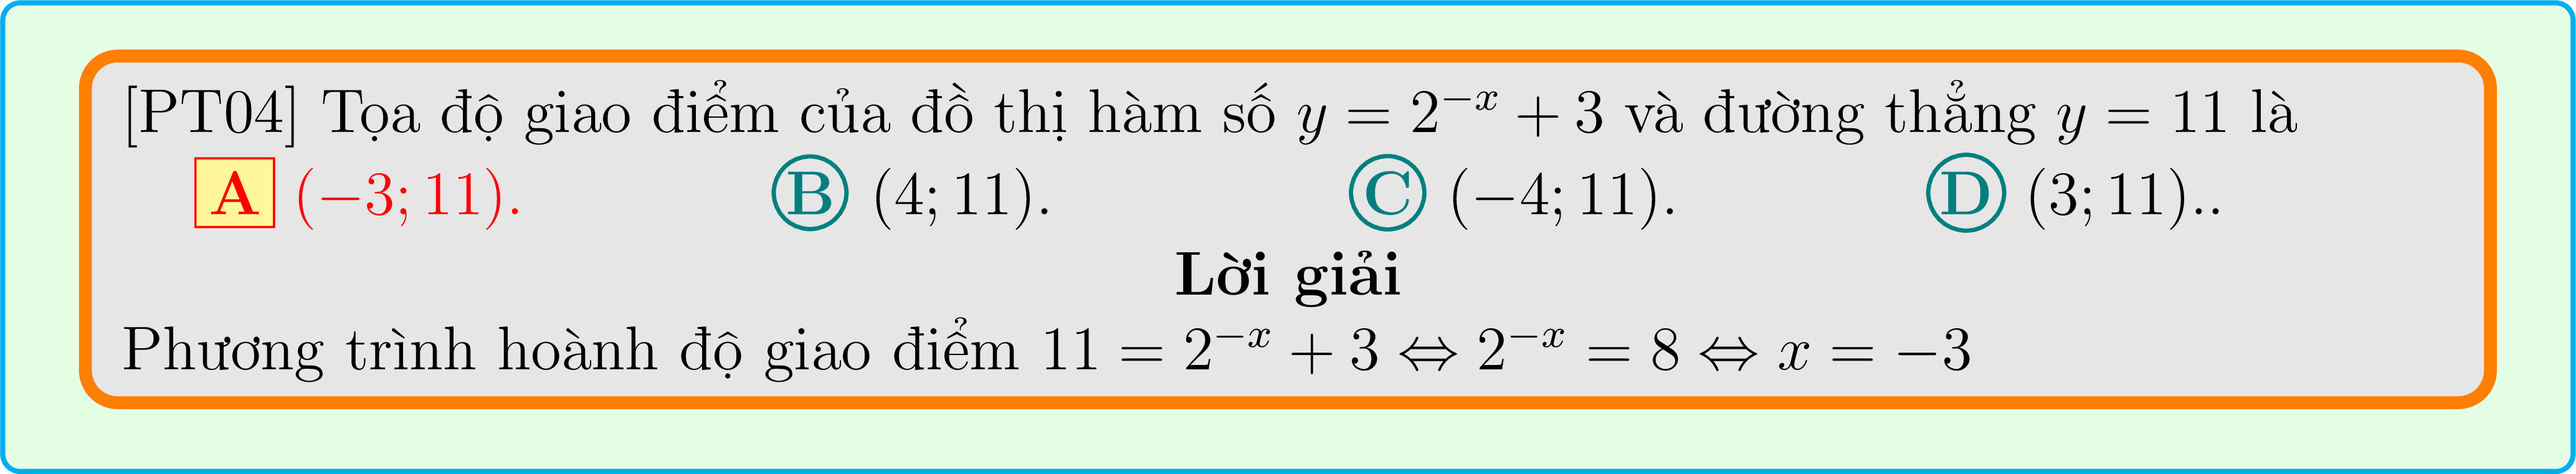 [PT04] Tọa độ giao điểm của đồ thị hàm số y = 2^{-x} + 3 và đường thẳng y = 11 là
A (−3; 11). B (4; 11). C (−4; 11). D (3; 11)..
Lời giải
Phương trình hoành độ giao điểm 11 = 2^{-x} + 3 ⇔ 2^{-x} = 8 ⇔ x = −3